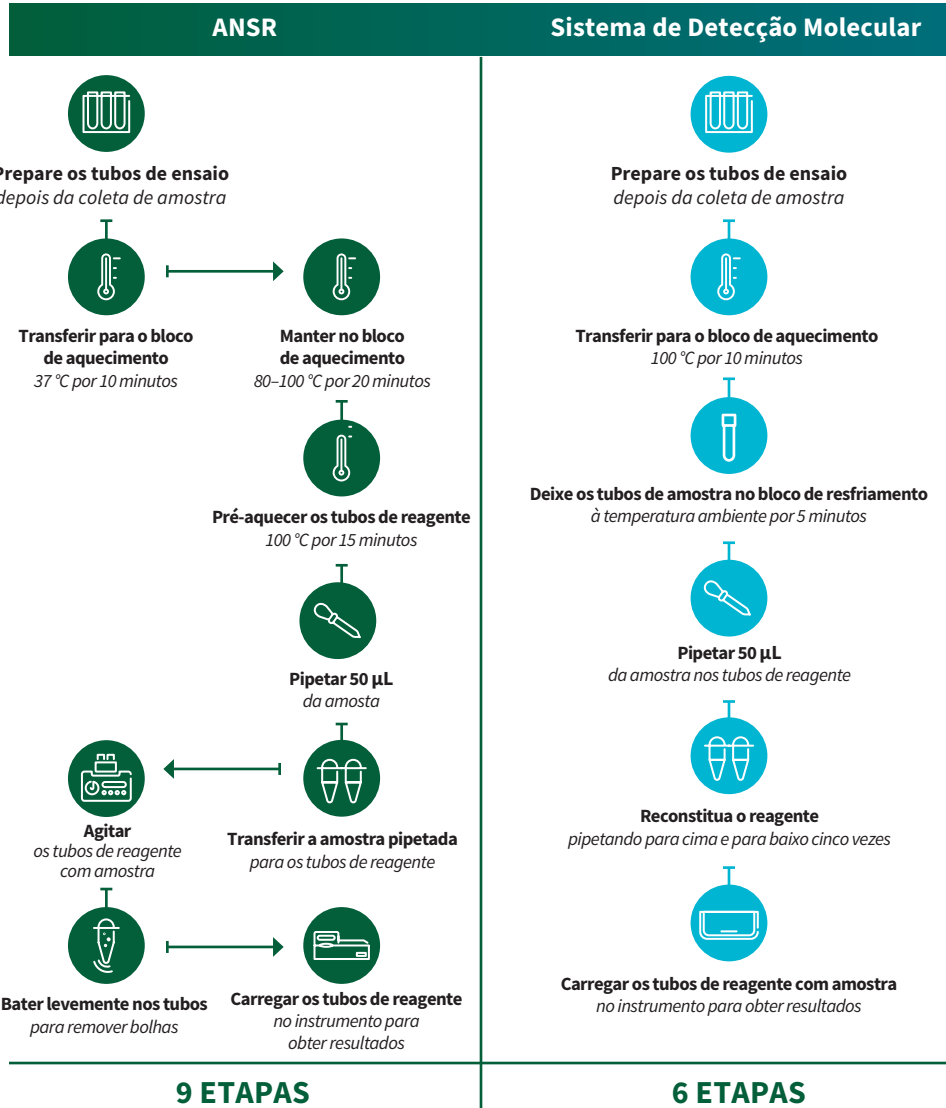 ANSR
Prepare os tubos de ensaio
depois da coleta de amostra
Transferir para o bloco
de aquecimento
37 °C por 10 minutos
Manter no bloco
de aquecimento
80–100 °C por 20 minutos
Pré-aquecer os tubos de reagente
100 °C por 15 minutos
Pipetar 50 µL
da amosta
Transferir a amostra pipetada
para os tubos de reagente
Agitar
os tubos de reagente
com amostra
Bater levemente nos tubos
para remover bolhas
Carregar os tubos de reagente
no instrumento para
obter resultados
9 ETAPAS
Sistema de Detecção Molecular
Prepare os tubos de ensaio
depois da coleta de amostra
Transferir para o bloco de aquecimento
100 °C por 10 minutos
Deixe os tubos de amostra no bloco de resfriamento
à temperatura ambiente por 5 minutos
Pipetar 50 µL
da amostra nos tubos de reagente
Reconstitua o reagente
pipetando para cima e para baixo cinco vezes
Carregar os tubos de reagente com amostra
no instrumento para obter resultados
6 ETAPAS